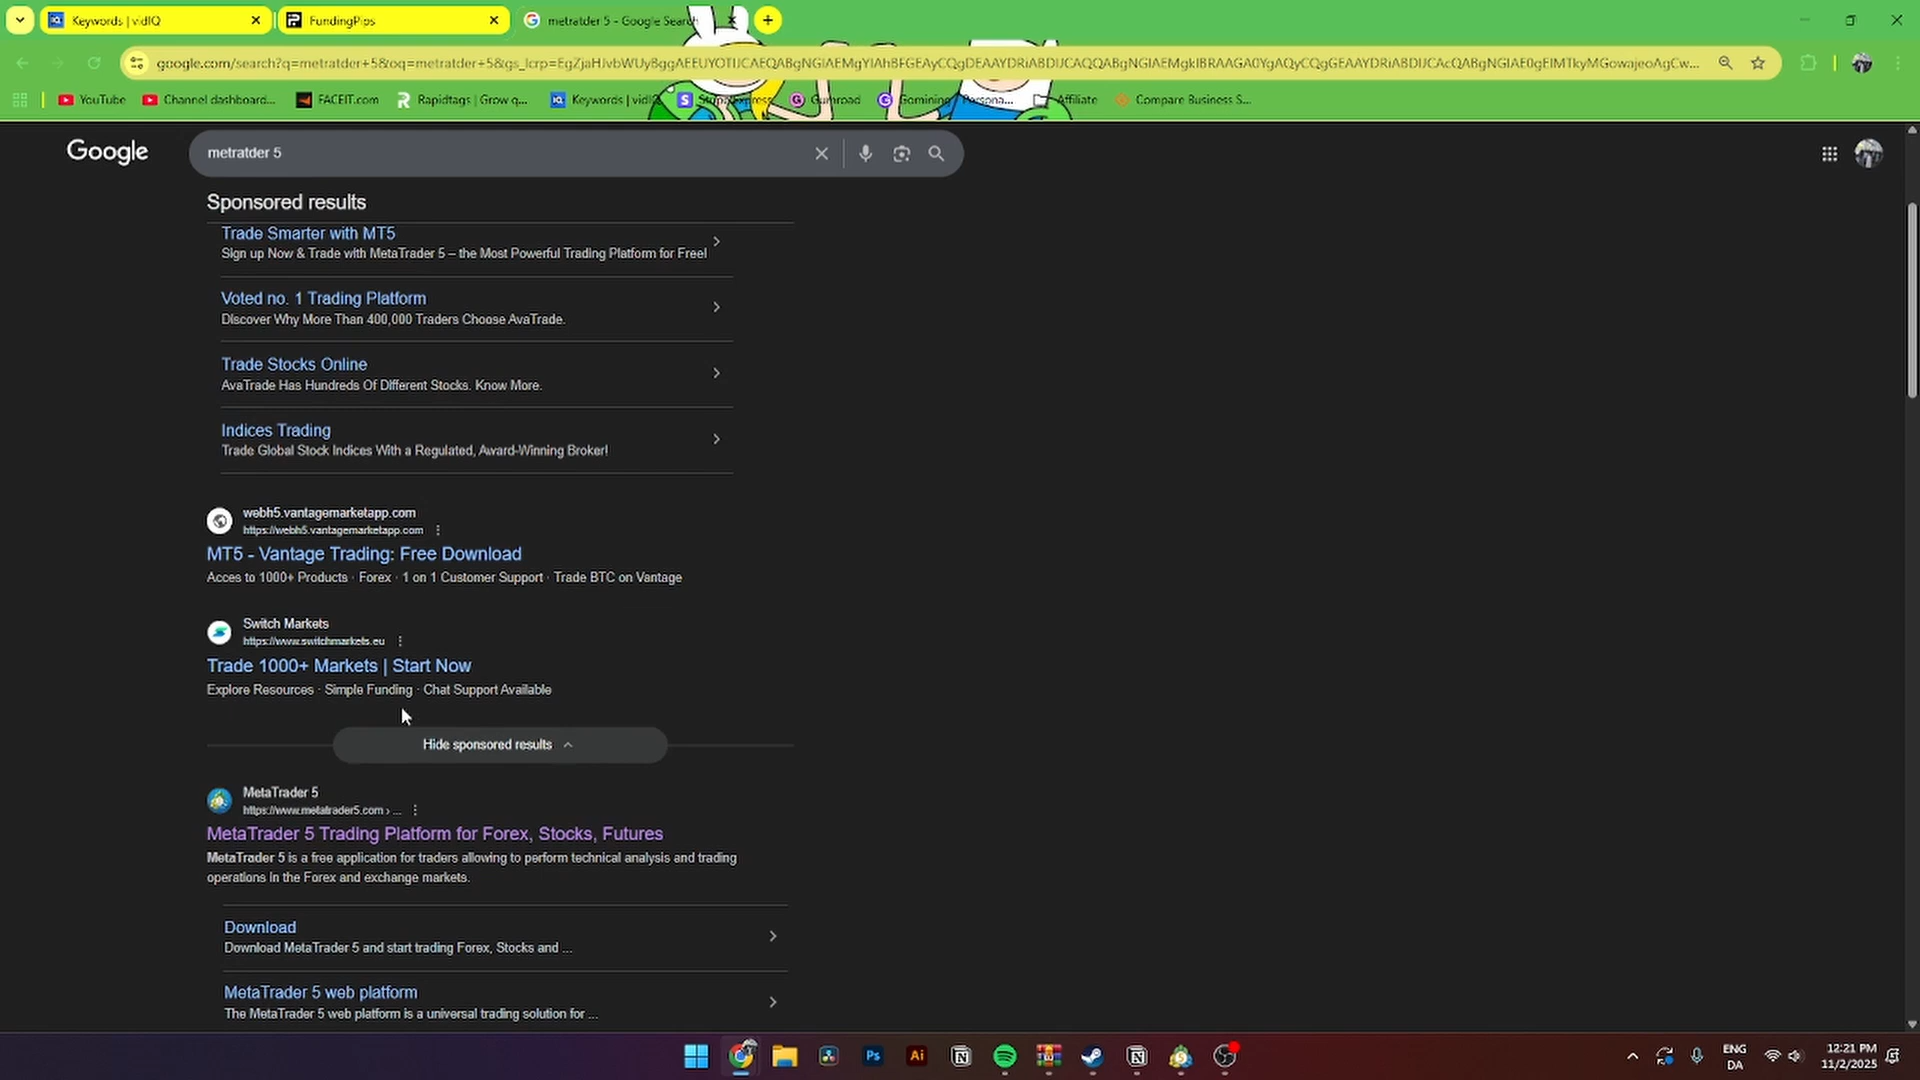 Keywords | vidIQ
FundingPips
metratder 5 - Google Search
google.com/search?q=metratder+5&oq=metratder+5&gs_lcrp=
YouTube
Channel dashboard...
FACEIT.com
Rapidtags | Grow q...
Keywords | vidIQ
Gumroad
Affiliate
Compare Business S...
Google
metratder 5
Sponsored results
Trade Smarter with MT5
Sign up Now & Trade with MetaTrader 5 – the Most Powerful Trading Platform for Free!
Voted no. 1 Trading Platform
Discover Why More Than 400,000 Traders Choose AvaTrade.
Trade Stocks Online
AvaTrade Has Hundreds Of Different Stocks. Know More.
Indices Trading
Trade Global Stock Indices With a Regulated, Award-Winning Broker!
webh5.vantagemarketapp.com
https://webh5.vantagemarketapp.com
MT5 - Vantage Trading: Free Download
Acces to 1000+ Products · Forex · 1 on 1 Customer Support · Trade BTC on Vantage
Switch Markets
https://www.switchmarkets.eu
Trade 1000+ Markets | Start Now
Explore Resources · Simple Funding · Chat Support Available
Hide sponsored results
MetaTrader 5
https://www.metatrader5.com › ...
MetaTrader 5 Trading Platform for Forex, Stocks, Futures
MetaTrader 5 is a free application for traders allowing to perform technical analysis and trading
operations in the Forex and exchange markets.
Download
Download MetaTrader 5 and start trading Forex, Stocks and ...
MetaTrader 5 web platform
The MetaTrader 5 web platform is a universal trading solution for ...
Ps
Ai
ENG
DA
12:21 PM
11/2/2025